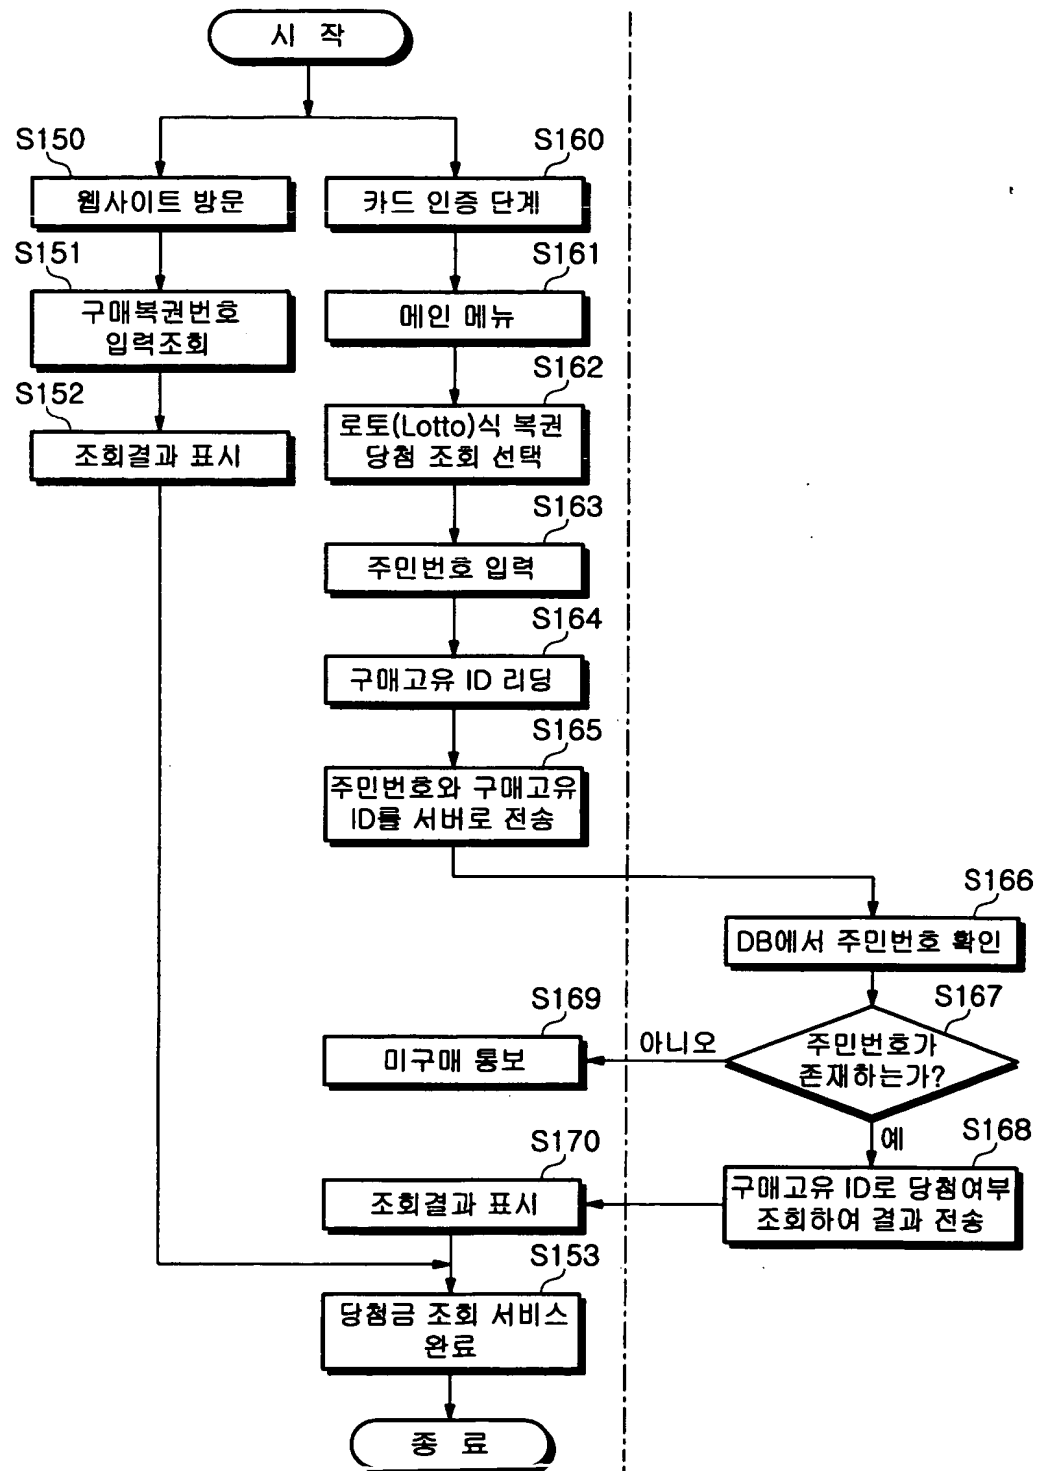 시 작
S150
웹사이트 방문
S151
구매복권번호
입력조회
S152
조회결과 표시
S160
카드 인증 단계
S161
메인 메뉴
S162
로토(Lotto)식 복권
당첨 조회 선택
S163
주민번호 입력
S164
구매고유 ID 리딩
S165
주민번호와 구매고유
ID를 서버로 전송
S166
DB에서 주민번호 확인
S167
주민번호가
존재하는가?
아니오
S169
미구매 통보
예
S168
구매고유 ID로 당첨여부
조회하여 결과 전송
S170
조회결과 표시
S153
당첨금 조회 서비스
완료
종 료